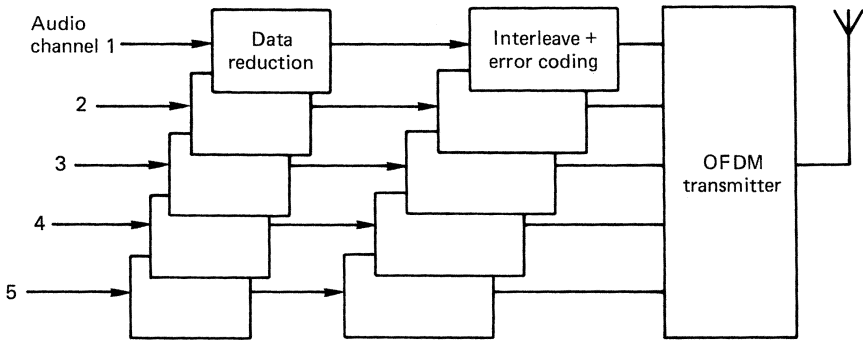 Audio
channel 1
Data
reduction
Interleave +
error coding
2
3
OFDM
transmitter
4
5